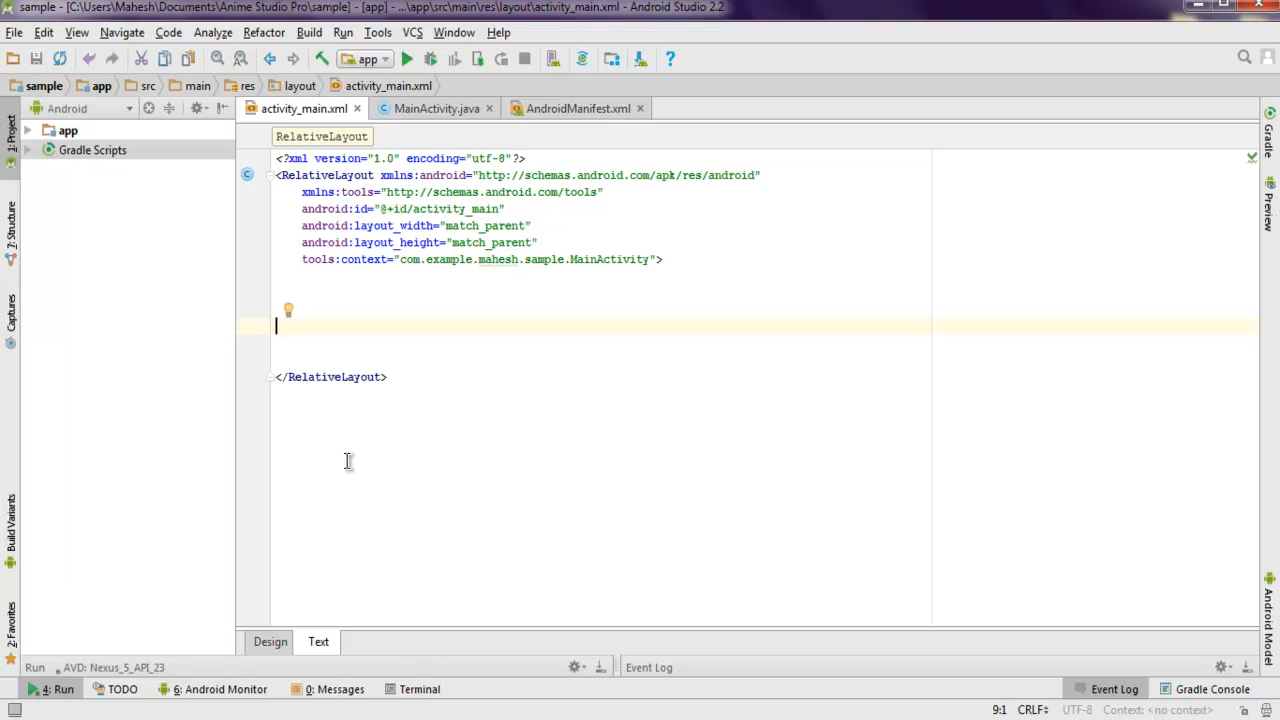 sample - [C:\Users\Mahesh\Documents\Anime Studio Pro\sample] - [app] - ...\app\src\main\res\layout\activity_main.xml - Android Studio 2.2
File Edit View Navigate Code Analyze Refactor Build Run Tools VCS Window Help
app
sample app src main res layout activity_main.xml
Android activity_main.xml MainActivity.java AndroidManifest.xml
1: Project
7: Structure
Captures
Build Variants
2: Favorites
app
Gradle Scripts
RelativeLayout
<?xml version="1.0" encoding="utf-8"?>
<RelativeLayout xmlns:android="http://schemas.android.com/apk/res/android"
xmlns:tools="http://schemas.android.com/tools"
android:id="@+id/activity_main"
android:layout_width="match_parent"
android:layout_height="match_parent"
tools:context="com.example.mahesh.sample.MainActivity">
</RelativeLayout>
Gradle
Preview
Android Model
Design Text
Run AVD: Nexus_5_API_23 Event Log
4: Run TODO 6: Android Monitor 0: Messages Terminal Event Log Gradle Console
9:1 CRLF UTF-8 Context: <no context>